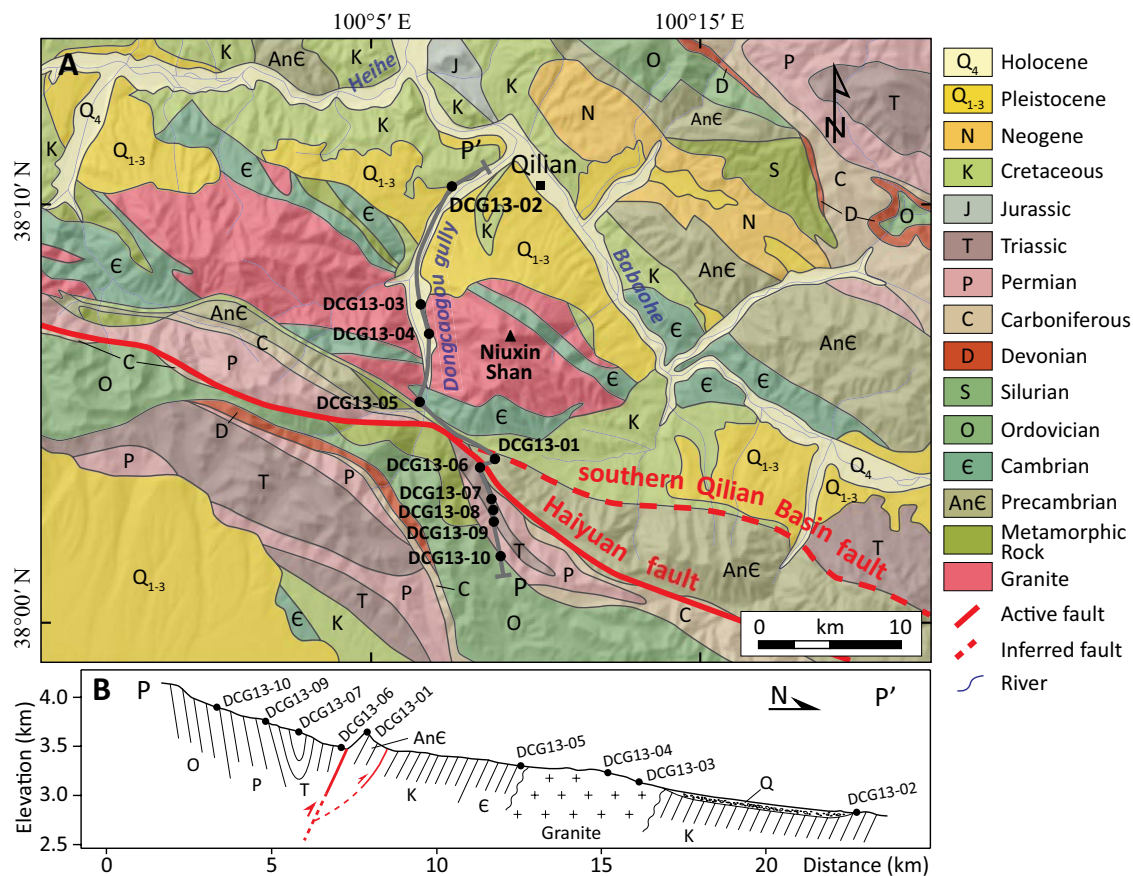 100°5′ E
100°15′ E
A
K
AnЄ
K
Heihe
J
K
O
D
P
T
Q4
K
K
K
N
AnЄ
Q1-3
Є
Q1-3
P’
Qilian
S
C
N
38°10′ N
DCG13-02
K
Є
Q1-3
N
D
O
Є
Dongcaogou gully
K
AnЄ
Babaohe
DCG13-03
AnЄ
DCG13-04
C
Niuxin
Shan
Є
AnЄ
C
P
P
O
Є
Є
Є
DCG13-05
Є
K
D
DCG13-01
P
DCG13-06
Q1-3
Q4
T
P
southern Qilian Basin fault
Q1-3
DCG13-07
DCG13-08
DCG13-09
Haiyuan fault
T
DCG13-10
T
P
AnЄ
Q1-3
P
C
P
T
C
Є
K
O
38°00′ N
0 km 10
Q4 Holocene
Q1-3 Pleistocene
N Neogene
K Cretaceous
J Jurassic
T Triassic
P Permian
C Carboniferous
D Devonian
S Silurian
O Ordovician
Є Cambrian
AnЄ Precambrian
Metamorphic
Rock
Granite
Active fault
Inferred fault
River
B
P
N
P’
Elevation (km)
4.0
3.5
3.0
2.5
DCG13-10
DCG13-09
DCG13-07
DCG13-06
DCG13-01
AnЄ
DCG13-05
DCG13-04
DCG13-03
Q
DCG13-02
O
P
T
K
Є
Granite
K
0 5 10 15 20 Distance (km)